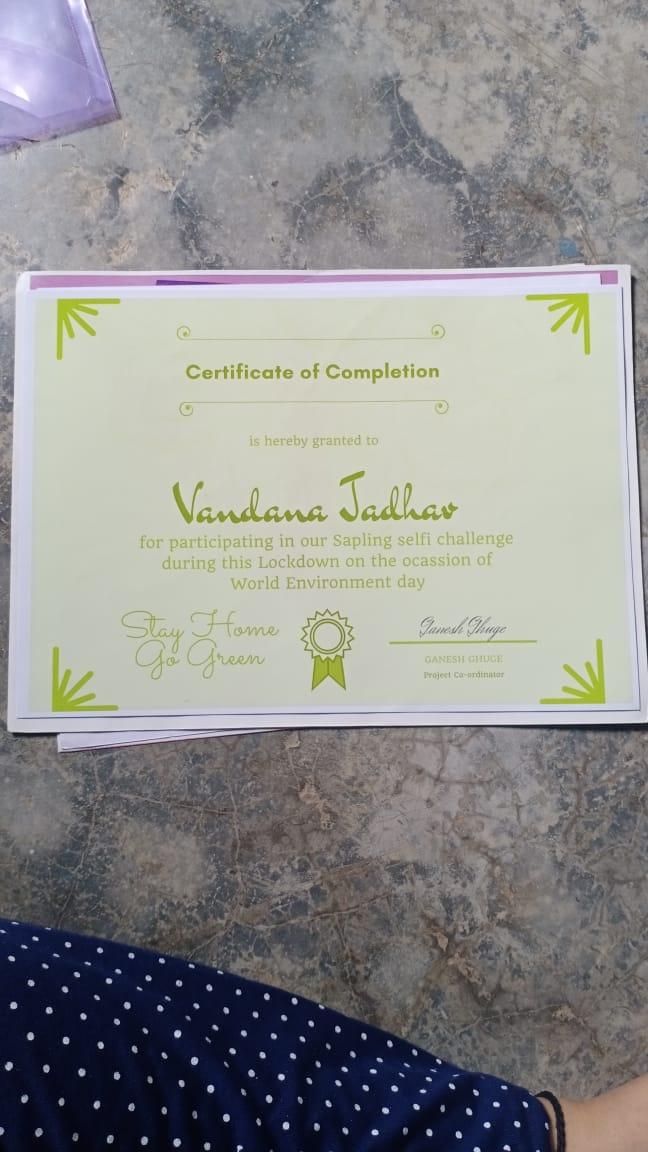 Certificate of Completion
is hereby granted to
Vandana Jadhav
for participating in our Sapling selfi challenge
during this Lockdown on the ocassion of
World Environment day
Stay Home
Go Green
Ganesh Ghuge
GANESH GHUGE
Project Co-ordinator